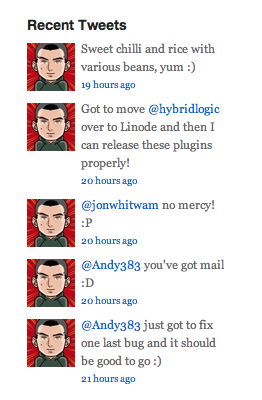 Recent Tweets
Sweet chilli and rice with
various beans, yum :)
19 hours ago
Got to move @hybridlogic
over to Linode and then I
can release these plugins
properly!
20 hours ago
@jonwhitwam no mercy!
:P
20 hours ago
@Andy383 you've got mail
:D
20 hours ago
@Andy383 just got to fix
one last bug and it should
be good to go :)
21 hours ago